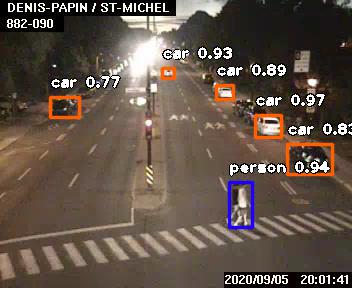 DENIS-PAPIN / ST-MICHEL
882-090
car 0.93
car 0.89
car 0.77
car 0.97
car 0.83
person 0.94
2020/09/05 20:01:41